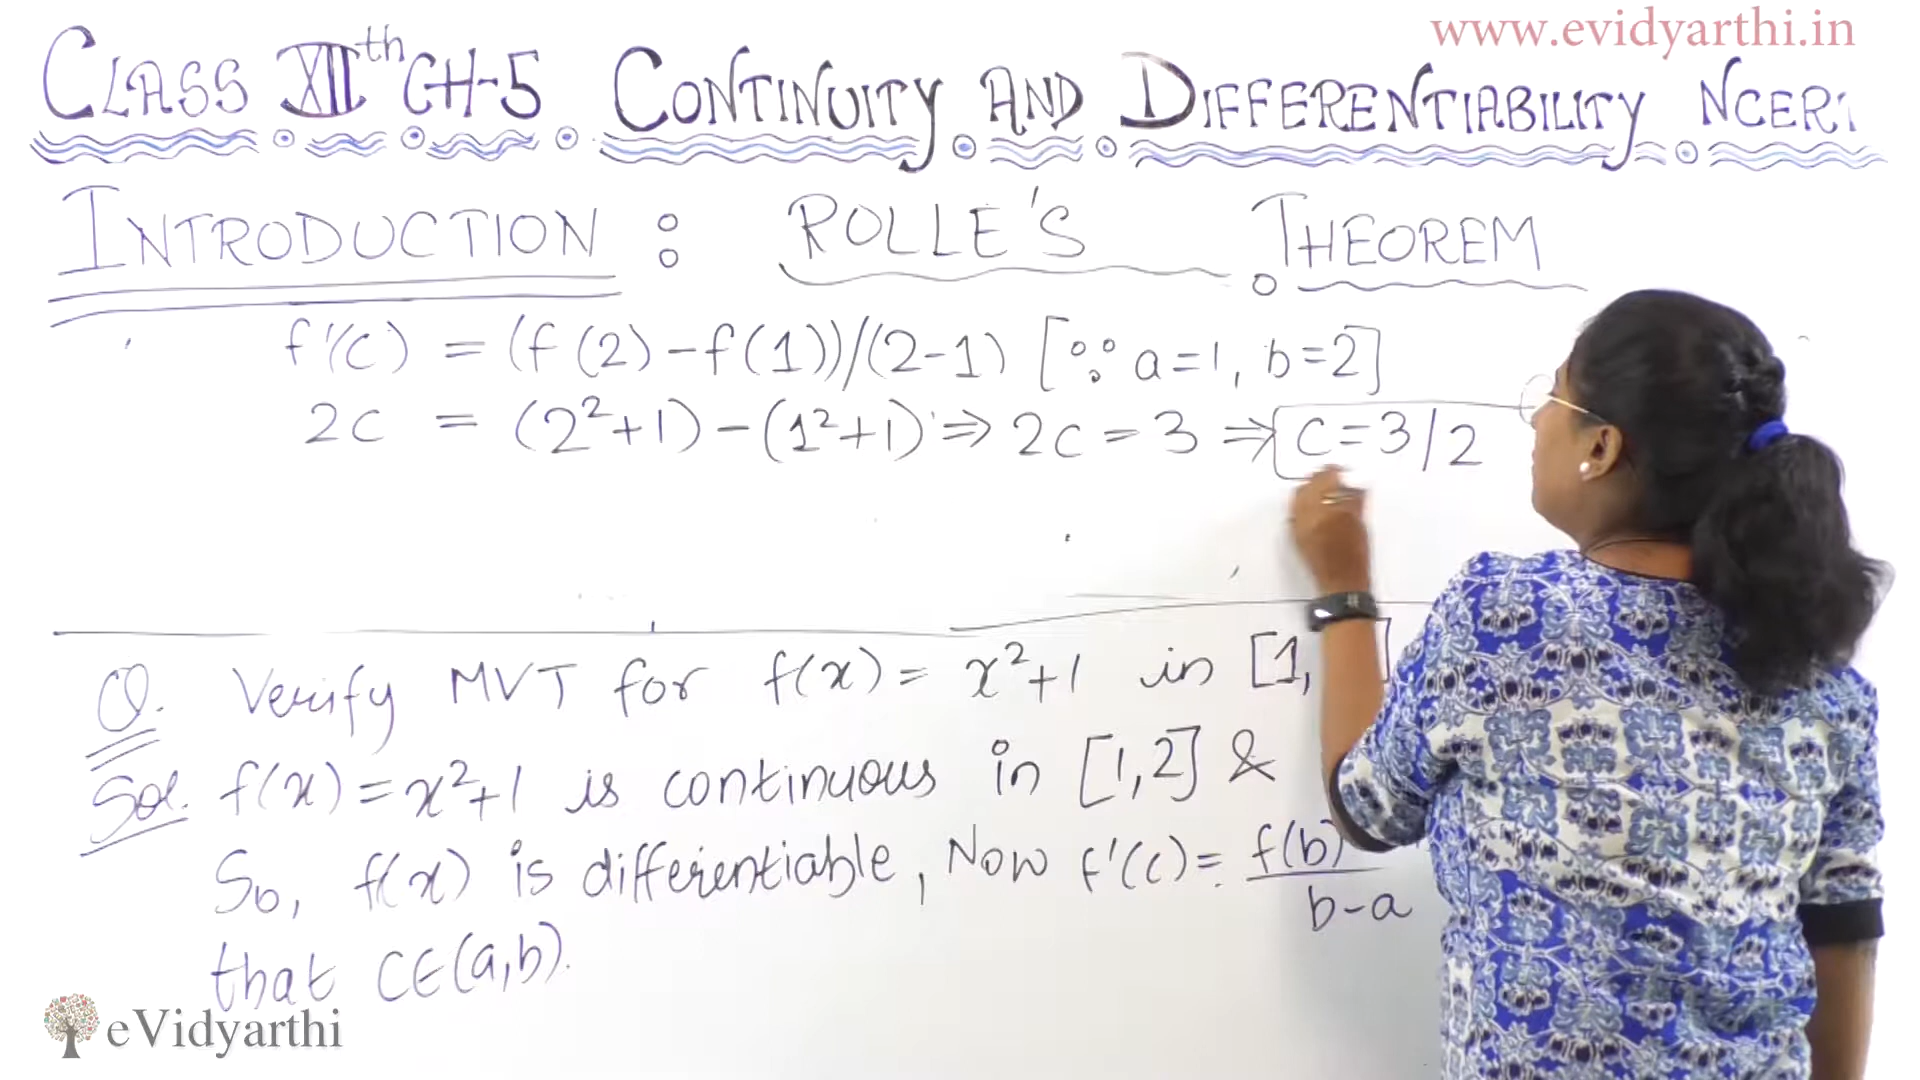 www.evidyarthi.in
CLASS XIIth CH-5 CONTINUITY AND DIFFERENTIABILITY NCERT
INTRODUCTION : ROLLE'S THEOREM
f'(c) = (f(2)-f(1))/(2-1) [∵ a=1, b=2]
2c = (2²+1)-(1²+1) ⇒ 2c = 3 ⇒ c=3/2
Q. Verify MVT for f(x) = x²+1 in [1, ]
Sol. f(x)=x²+1 is continuous in [1,2] &
So, f(x) is differentiable, Now f'(c)= f(b)
b-a
that CE(a,b).
eVidyarthi